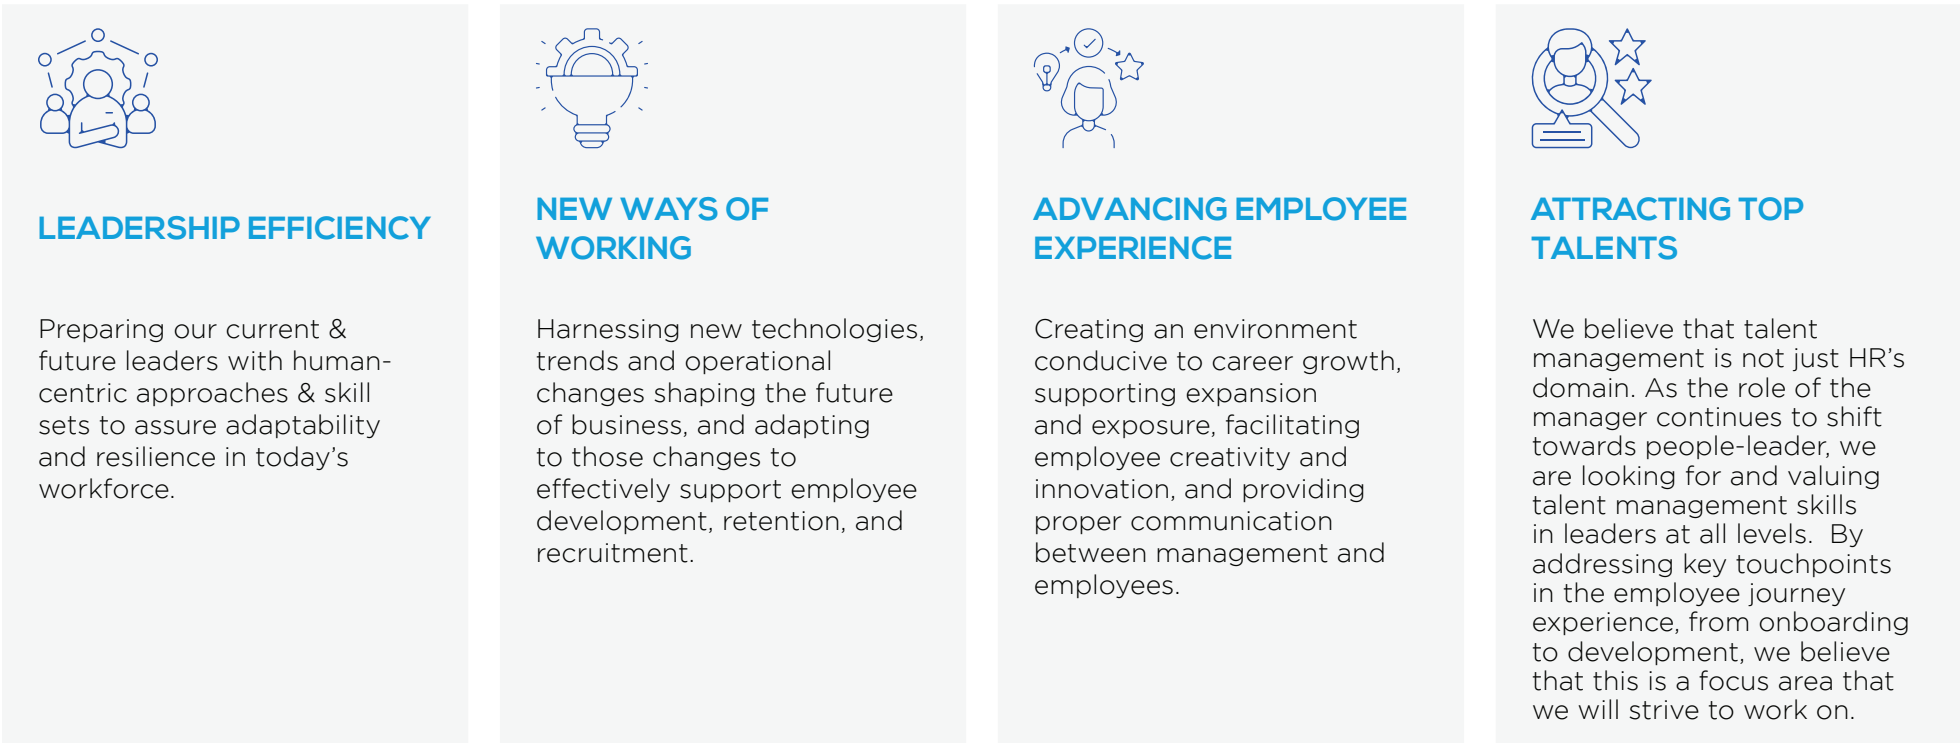 LEADERSHIP EFFICIENCY
Preparing our current &
future leaders with human-
centric approaches & skill
sets to assure adaptability
and resilience in today’s
workforce.
NEW WAYS OF
WORKING
Harnessing new technologies,
trends and operational
changes shaping the future
of business, and adapting
to those changes to
effectively support employee
development, retention, and
recruitment.
ADVANCING EMPLOYEE
EXPERIENCE
Creating an environment
conducive to career growth,
supporting expansion
and exposure, facilitating
employee creativity and
innovation, and providing
proper communication
between management and
employees.
ATTRACTING TOP
TALENTS
We believe that talent
management is not just HR’s
domain. As the role of the
manager continues to shift
towards people-leader, we
are looking for and valuing
talent management skills
in leaders at all levels.  By
addressing key touchpoints
in the employee journey
experience, from onboarding
to development, we believe
that this is a focus area that
we will strive to work on.